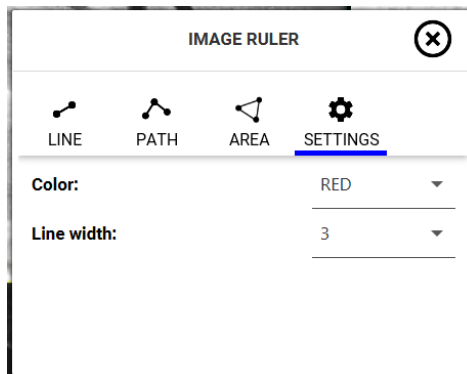 IMAGE RULER
LINE PATH AREA SETTINGS
Color: RED
Line width: 3